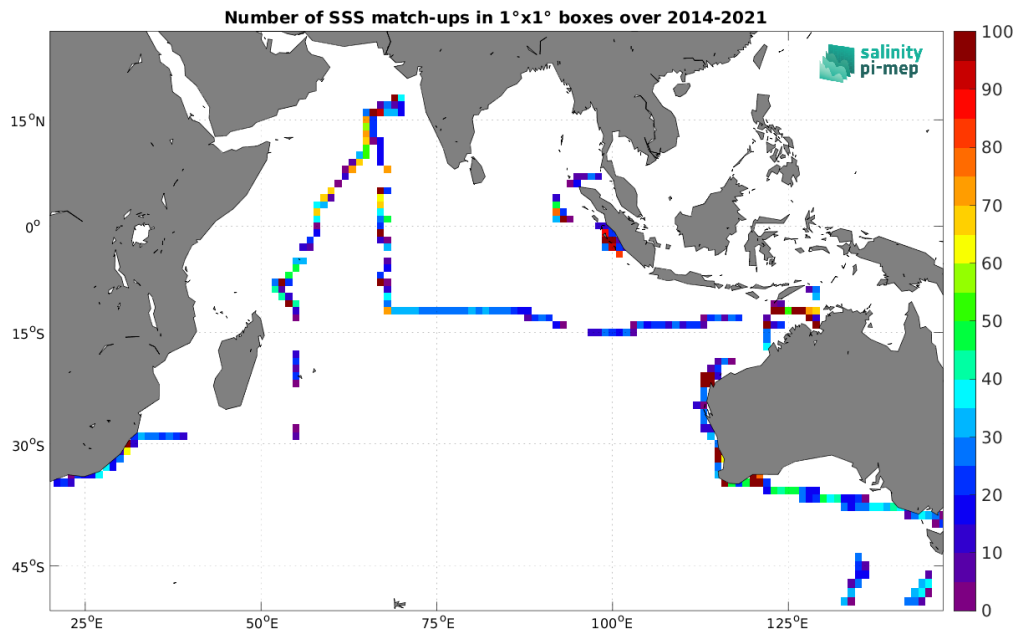 Number of SSS match-ups in 1°x1° boxes over 2014-2021
salinity
pi-mep
15°N
0°
15°S
30°S
45°S
25°E
50°E
75°E
100°E
125°E
100
90
80
70
60
50
40
30
20
10
0